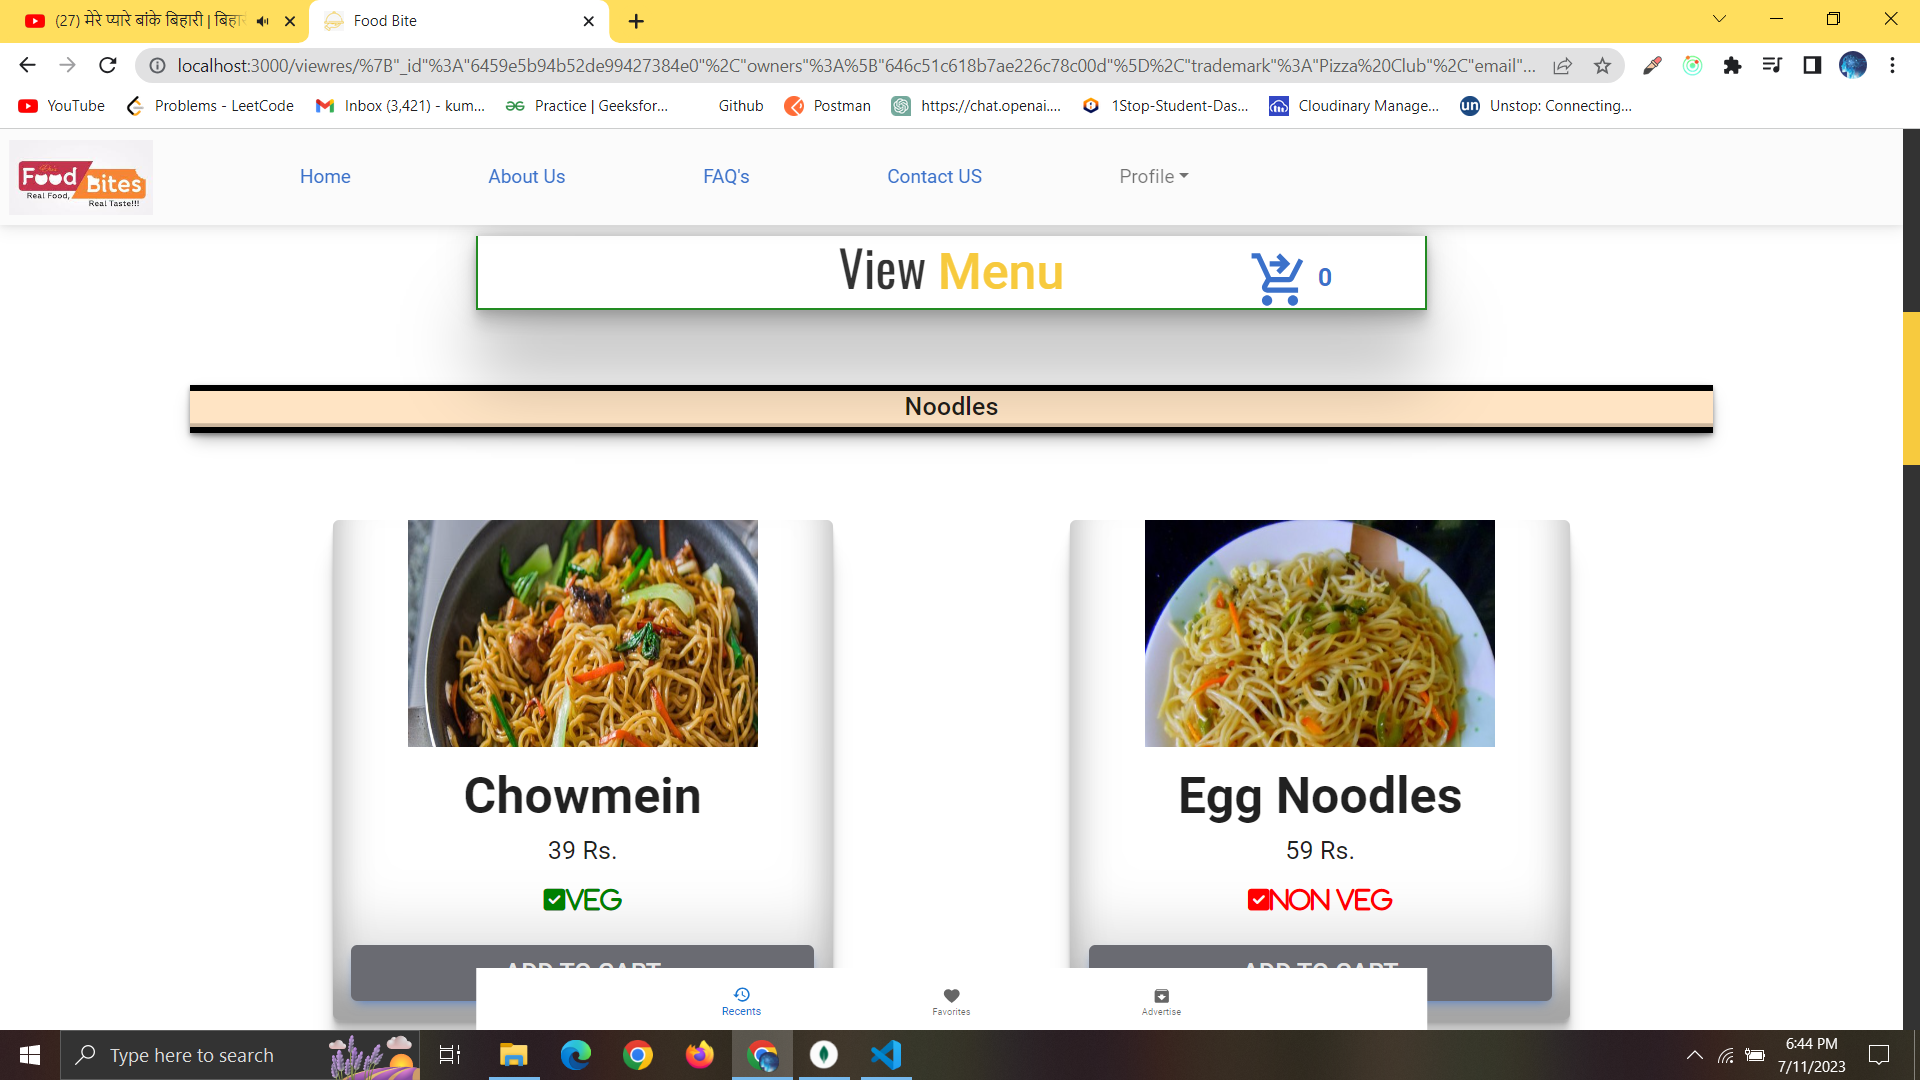 (27) मेरे प्यारे बांके बिहारी | बिहार
Food Bite
localhost:3000/viewres/%7B"_id"%3A"6459e5b94b52de99427384e0"%2C"owners"%3A%5B"646c51c618b7ae226c78c00d"%5D%2C"trademark"%3A"Pizza%20Club"%2C"email"...
YouTube
Problems - LeetCode
Inbox (3,421) - kum...
Practice | Geeksfor...
Github
Postman
https://chat.openai....
1Stop-Student-Das...
Cloudinary Manage...
un
Unstop: Connecting...
Food Bites
Real Food,
Real Taste!!!
Home
About Us
FAQ's
Contact US
Profile
View Menu
0
Noodles
Chowmein
39 Rs.
VEG
ADD TO CART
Egg Noodles
59 Rs.
NON VEG
ADD TO CART
Recents
Favorites
Advertise
Type here to search
6:44 PM
7/11/2023